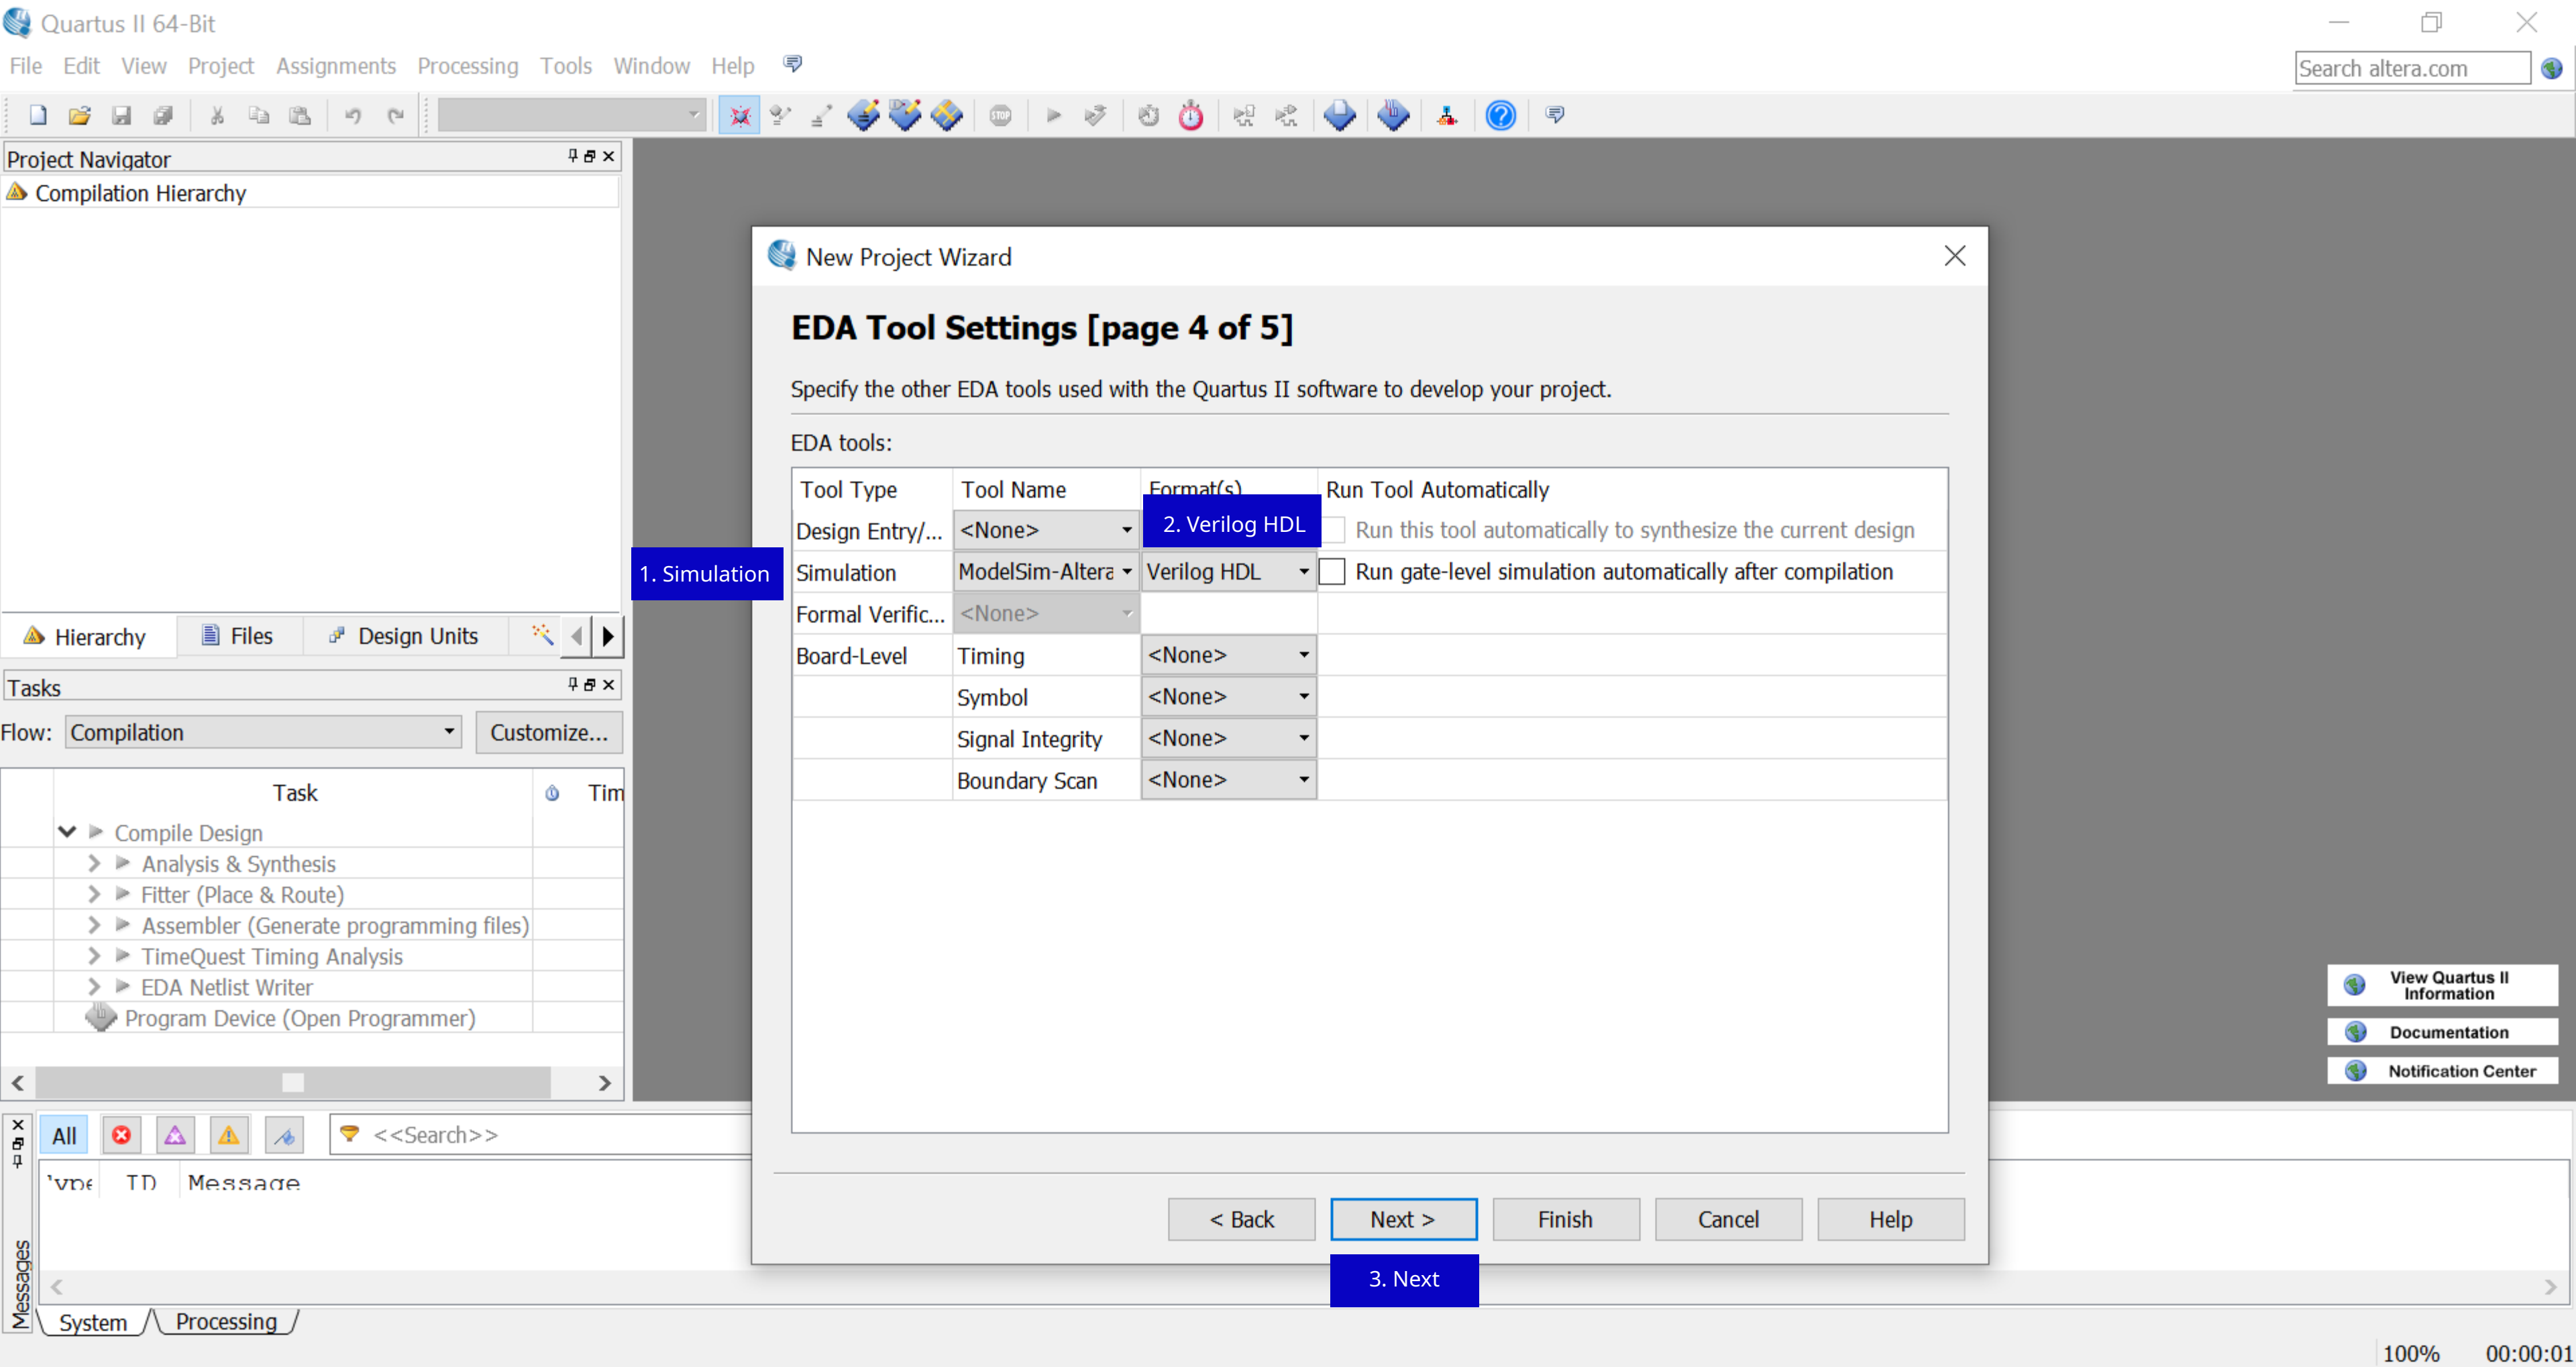 Quartus II 64-Bit
File Edit View Project Assignments Processing Tools Window Help
Search altera.com
STOP
Project Navigator
Compilation Hierarchy
Hierarchy Files Design Units
Tasks
Flow: Compilation Customize...
Task Tim
Compile Design
Analysis & Synthesis
Fitter (Place & Route)
Assembler (Generate programming files)
TimeQuest Timing Analysis
EDA Netlist Writer
Program Device (Open Programmer)
New Project Wizard
EDA Tool Settings [page 4 of 5]
Specify the other EDA tools used with the Quartus II software to develop your project.
EDA tools:
Tool Type Tool Name Format(s) Run Tool Automatically
Design Entry/... <None> 2. Verilog HDL Run this tool automatically to synthesize the current design
1. Simulation Simulation ModelSim-Altera Verilog HDL Run gate-level simulation automatically after compilation
Formal Verific... <None>
Board-Level Timing <None>
Symbol <None>
Signal Integrity <None>
Boundary Scan <None>
< Back Next > Finish Cancel Help
3. Next
View Quartus II
Information
Documentation
Notification Center
All <<Search>>
ID Message
Messages
System Processing
100% 00:00:01